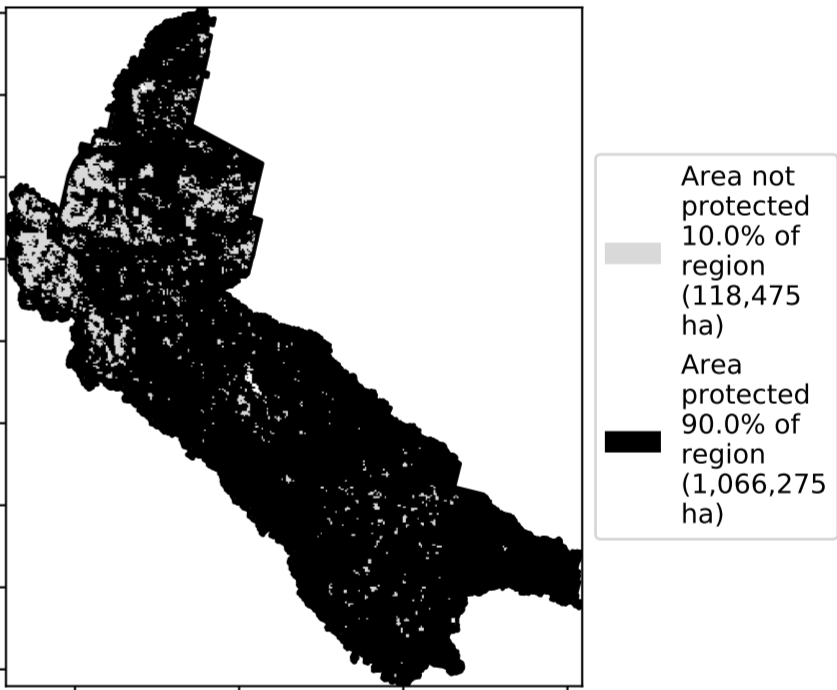 Area not
protected
10.0% of
region
(118,475
ha)
Area
protected
90.0% of
region
(1,066,275
ha)